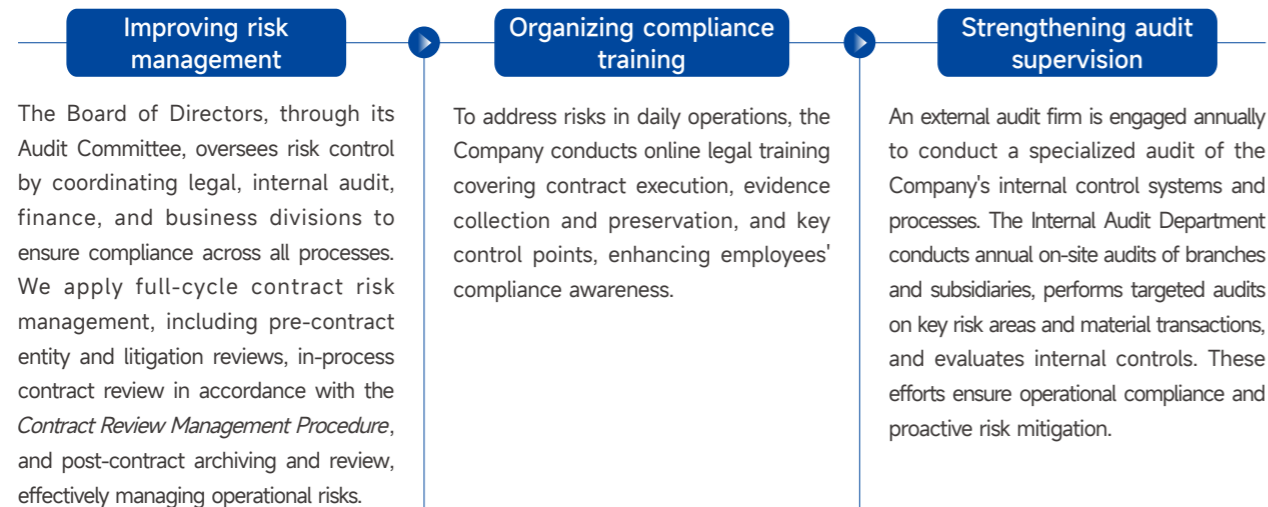 Improving risk
management
The Board of Directors, through its
Audit Committee, oversees risk control
by coordinating legal, internal audit,
finance, and business divisions to
ensure compliance across all processes.
We apply full-cycle contract risk
management, including pre-contract
entity and litigation reviews, in-process
contract review in accordance with the
Contract Review Management Procedure,
and post-contract archiving and review,
effectively managing operational risks.
Organizing compliance
training
To address risks in daily operations, the
Company conducts online legal training
covering contract execution, evidence
collection and preservation, and key
control points, enhancing employees'
compliance awareness.
Strengthening audit
supervision
An external audit firm is engaged annually
to conduct a specialized audit of the
Company's internal control systems and
processes. The Internal Audit Department
conducts annual on-site audits of branches
and subsidiaries, performs targeted audits
on key risk areas and material transactions,
and evaluates internal controls. These
efforts ensure operational compliance and
proactive risk mitigation.